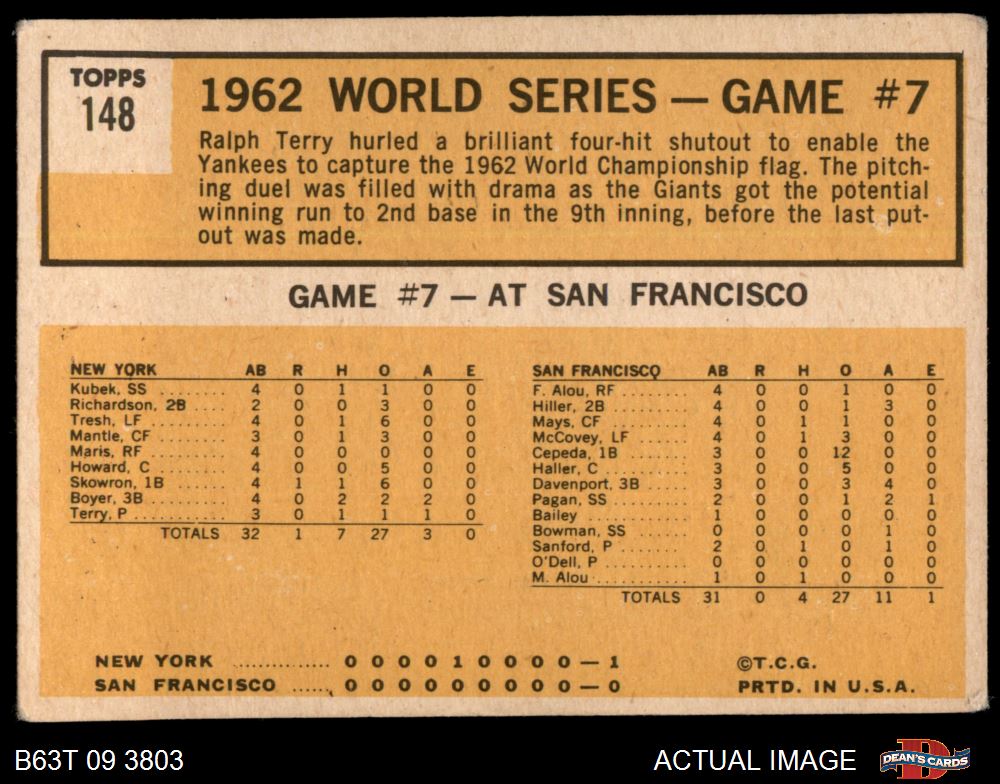 TOPPS
148
1962 WORLD SERIES — GAME #7
Ralph Terry hurled a brilliant four-hit shutout to enable the
Yankees to capture the 1962 World Championship flag. The pitch-
ing duel was filled with drama as the Giants got the potential
winning run to 2nd base in the 9th inning, before the last put-
out was made.
GAME #7 — AT SAN FRANCISCO
NEW YORK AB R H O A E
Kubek, SS ........ 4 0 1 1 0 0
Richardson, 2B .... 2 0 0 3 0 0
Tresh, LF ......... 4 0 1 6 0 0
Mantle, CF ........ 3 0 1 3 0 0
Maris, RF ......... 4 0 0 0 0 0
Howard, C ........ 4 0 0 5 0 0
Skowron, 1B ...... 4 1 1 6 0 0
Boyer, 3B ........ 4 0 2 2 2 0
Terry, P .......... 3 0 1 1 1 0
TOTALS 32 1 7 27 3 0
SAN FRANCISCO AB R H O A E
F. Alou, RF ........ 4 0 0 1 0 0
Hiller, 2B ......... 4 0 0 1 3 0
Mays, CF .......... 4 0 1 1 0 0
McCovey, LF ...... 4 0 1 3 0 0
Cepeda, 1B ....... 3 0 0 12 0 0
Haller, C .......... 3 0 0 5 0 0
Davenport, 3B ..... 3 0 0 3 4 0
Pagan, SS ......... 2 0 0 1 2 1
Bailey ............ 1 0 0 0 0 0
Bowman, SS ...... 0 0 0 0 1 0
Sanford, P ........ 2 0 1 0 1 0
O'Dell, P .......... 0 0 0 0 0 0
M. Alou ........... 1 0 1 0 0 0
TOTALS 31 0 4 27 11 1
NEW YORK .............. 0 0 0 0 1 0 0 0 0 — 1
SAN FRANCISCO ...... 0 0 0 0 0 0 0 0 0 — 0
©T.C.G.
PRTD. IN U.S.A.
B63T 09 3803
ACTUAL IMAGE
D
DEAN'S CARDS